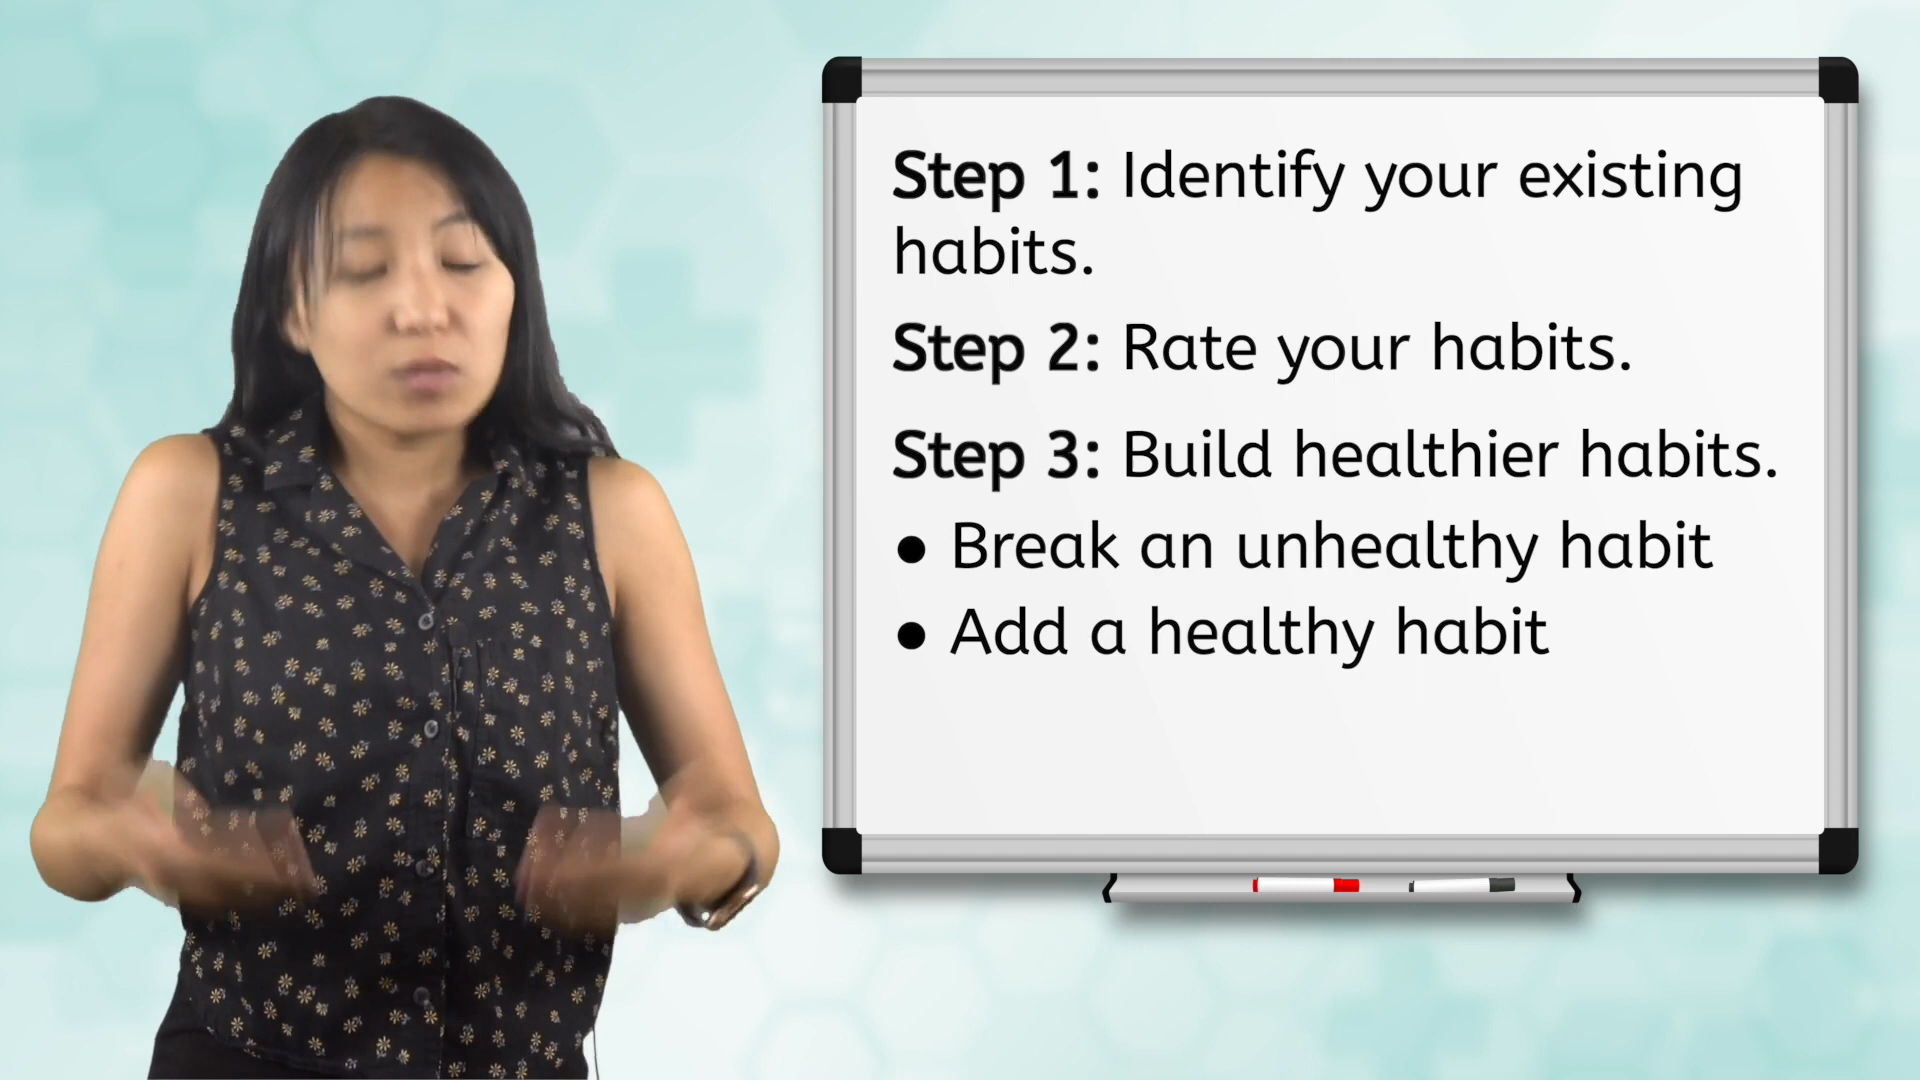 Step 1: Identify your existing
habits.
Step 2: Rate your habits.
Step 3: Build healthier habits.
● Break an unhealthy habit
● Add a healthy habit